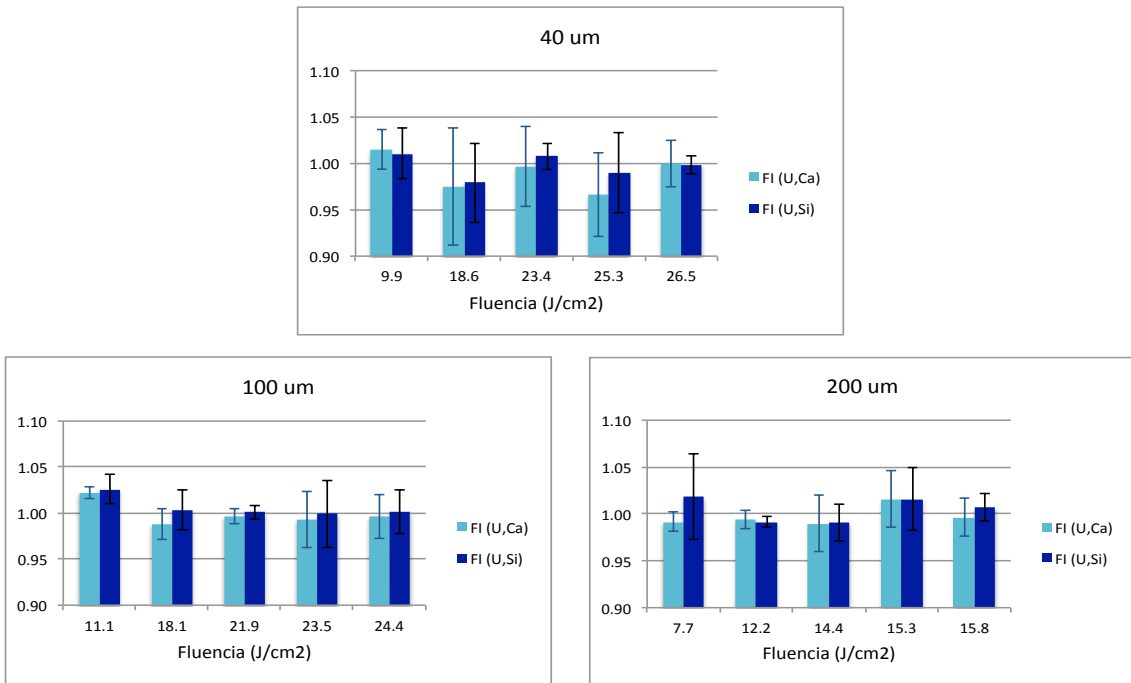 40 um
1.10
1.05
1.00
0.95
0.90
9.9 18.6 23.4 25.3 26.5
Fluencia (J/cm2)
FI (U,Ca)
FI (U,Si)
100 um
1.10
1.05
1.00
0.95
0.90
11.1 18.1 21.9 23.5 24.4
Fluencia (J/cm2)
FI (U,Ca)
FI (U,Si)
200 um
1.10
1.05
1.00
0.95
0.90
7.7 12.2 14.4 15.3 15.8
Fluencia (J/cm2)
FI (U,Ca)
FI (U,Si)